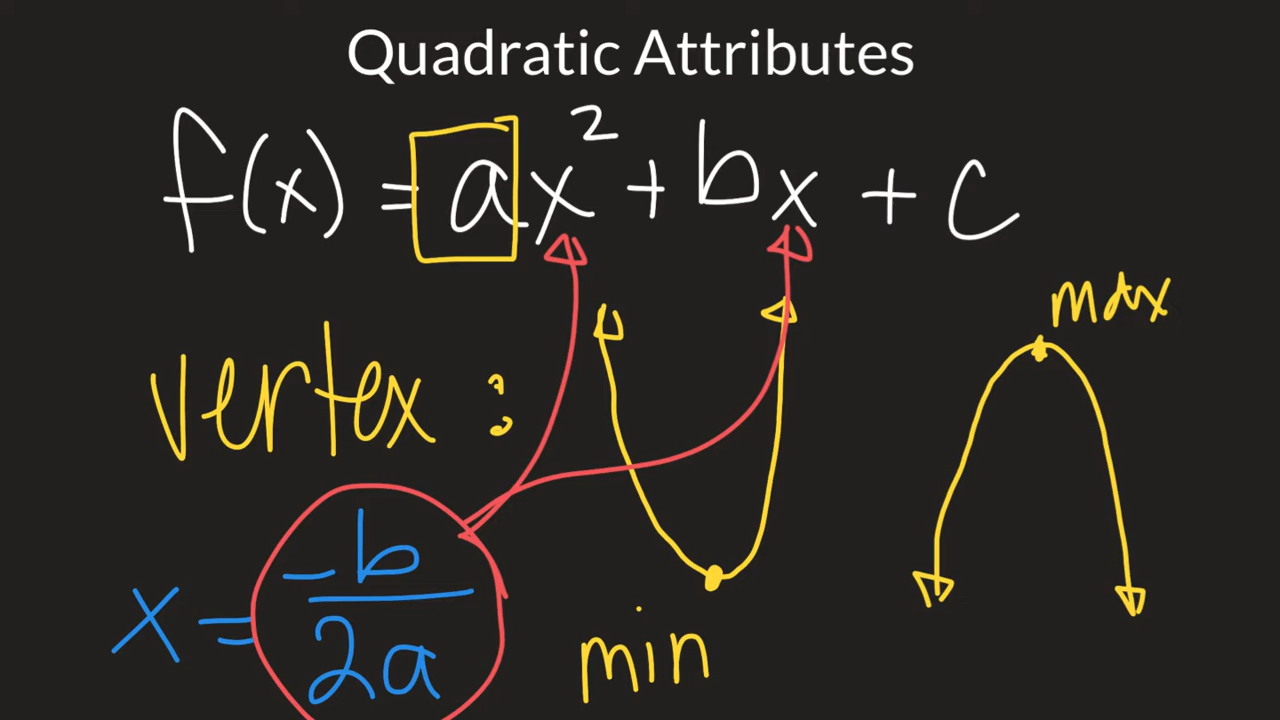 Quadratic Attributes
f(x) = ax² + bx + c
max
vertex :
x = -b/2a
min